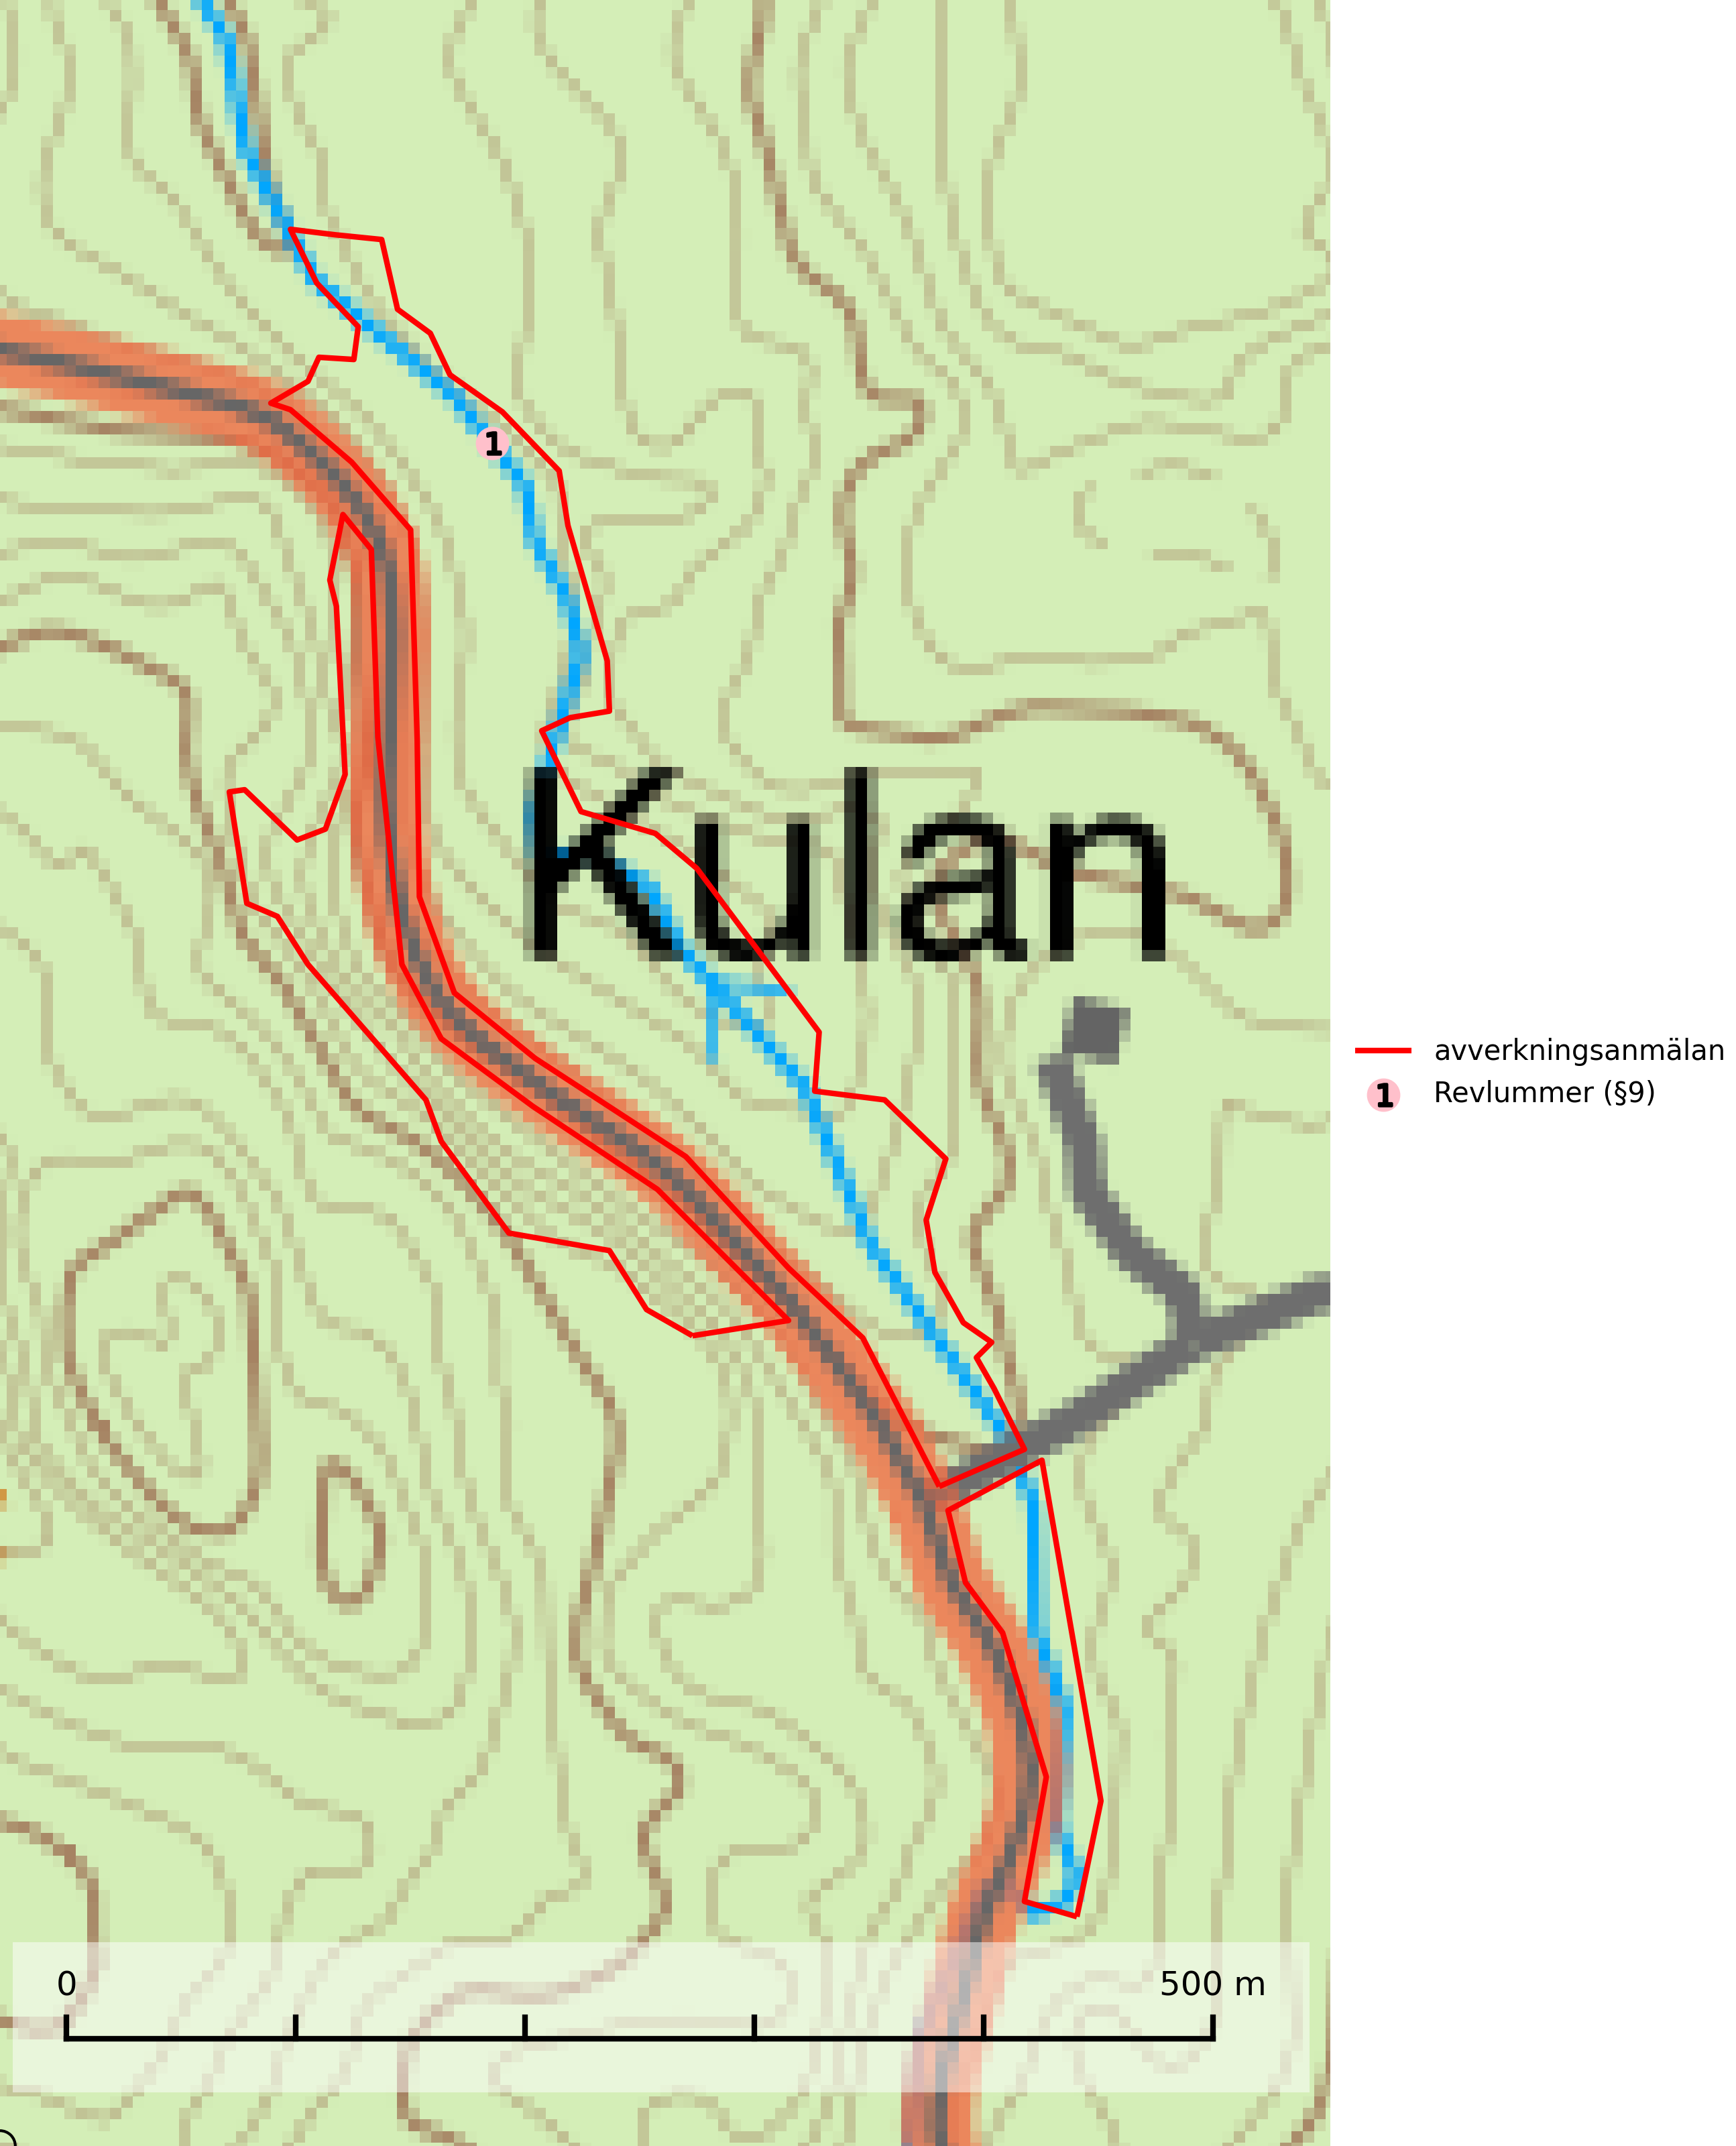 1
Kulan
avverkningsanmälan
1 Revlummer (§9)
0 500 m